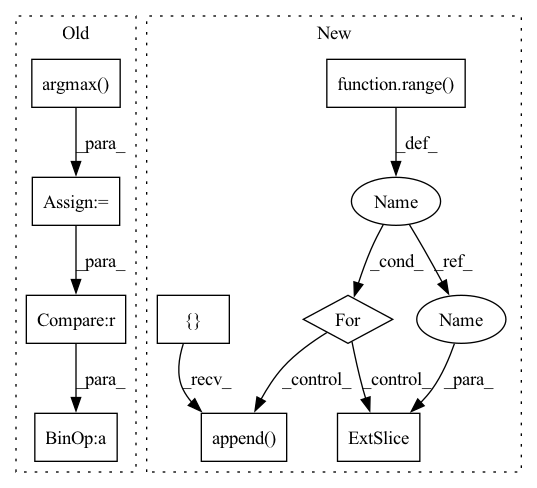 Old
New
argmax()
function.range()
_para_
_def_
Assign:=
Name
_para_
_cond_
_ref_
Compare:r
{}
For
Name
_para_
_recv_
_control_
_control_
_para_
BinOp:a
append()
ExtSlice